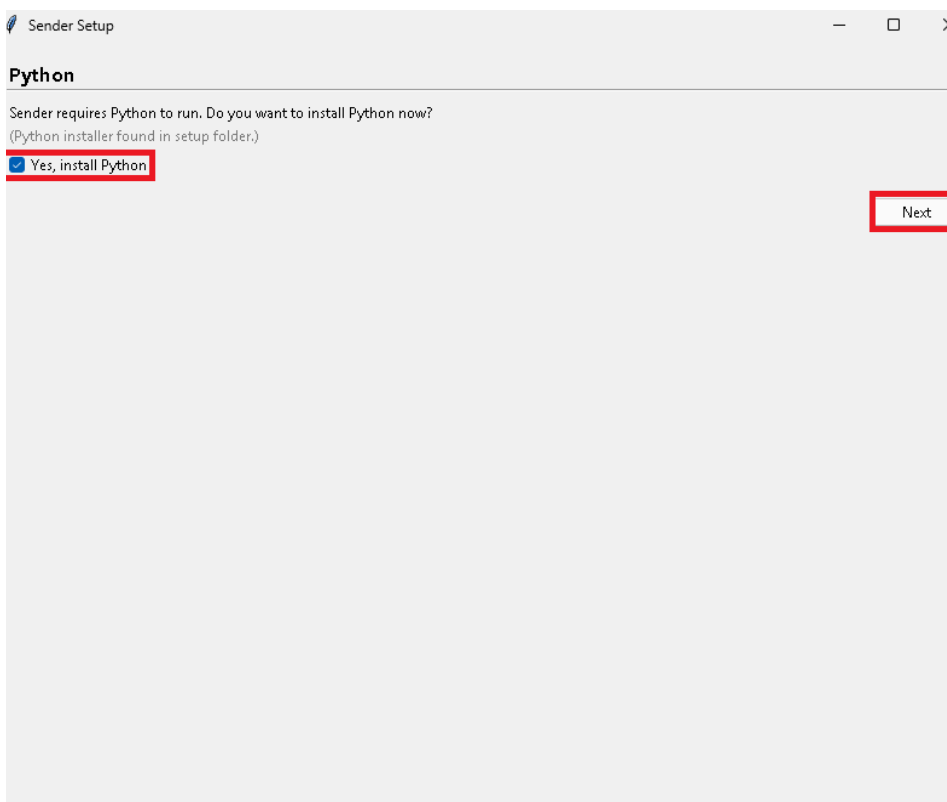 Sender Setup
Python
Sender requires Python to run. Do you want to install Python now?
(Python installer found in setup folder.)
Yes, install Python
Next